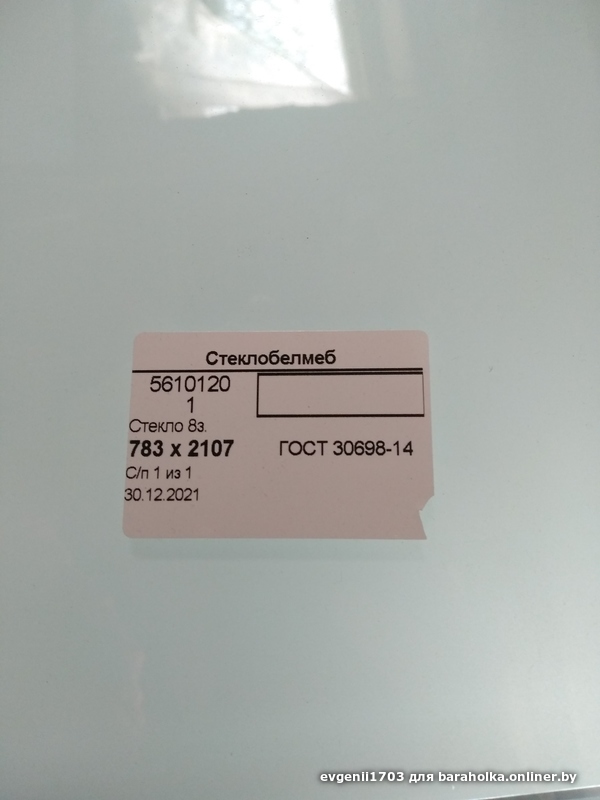 Стеклобелмеб
5610120
1
Стекло 8з.
783 x 2107 ГОСТ 30698-14
С/п 1 из 1
30.12.2021
evgenii1703 для baraholka.onliner.by